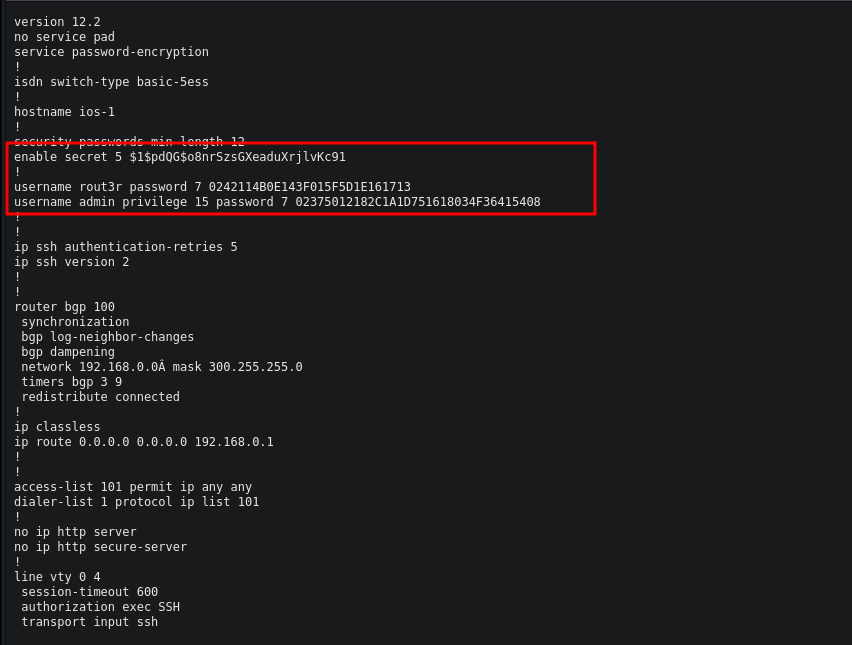 version 12.2
no service pad
service password-encryption
!
isdn switch-type basic-5ess
!
hostname ios-1
!
security passwords min-length 12
enable secret 5 $1$pdQG$o8nrSzsGXeaduXrjlvKc91
!
username rout3r password 7 0242114B0E143F015F5D1E161713
username admin privilege 15 password 7 02375012182C1A1D751618034F36415408
!
!
ip ssh authentication-retries 5
ip ssh version 2
!
!
router bgp 100
 synchronization
 bgp log-neighbor-changes
 bgp dampening
 network 192.168.0.0Â mask 300.255.255.0
 timers bgp 3 9
 redistribute connected
!
ip classless
ip route 0.0.0.0 0.0.0.0 192.168.0.1
!
!
access-list 101 permit ip any any
dialer-list 1 protocol ip list 101
!
no ip http server
no ip http secure-server
!
line vty 0 4
 session-timeout 600
 authorization exec SSH
 transport input ssh